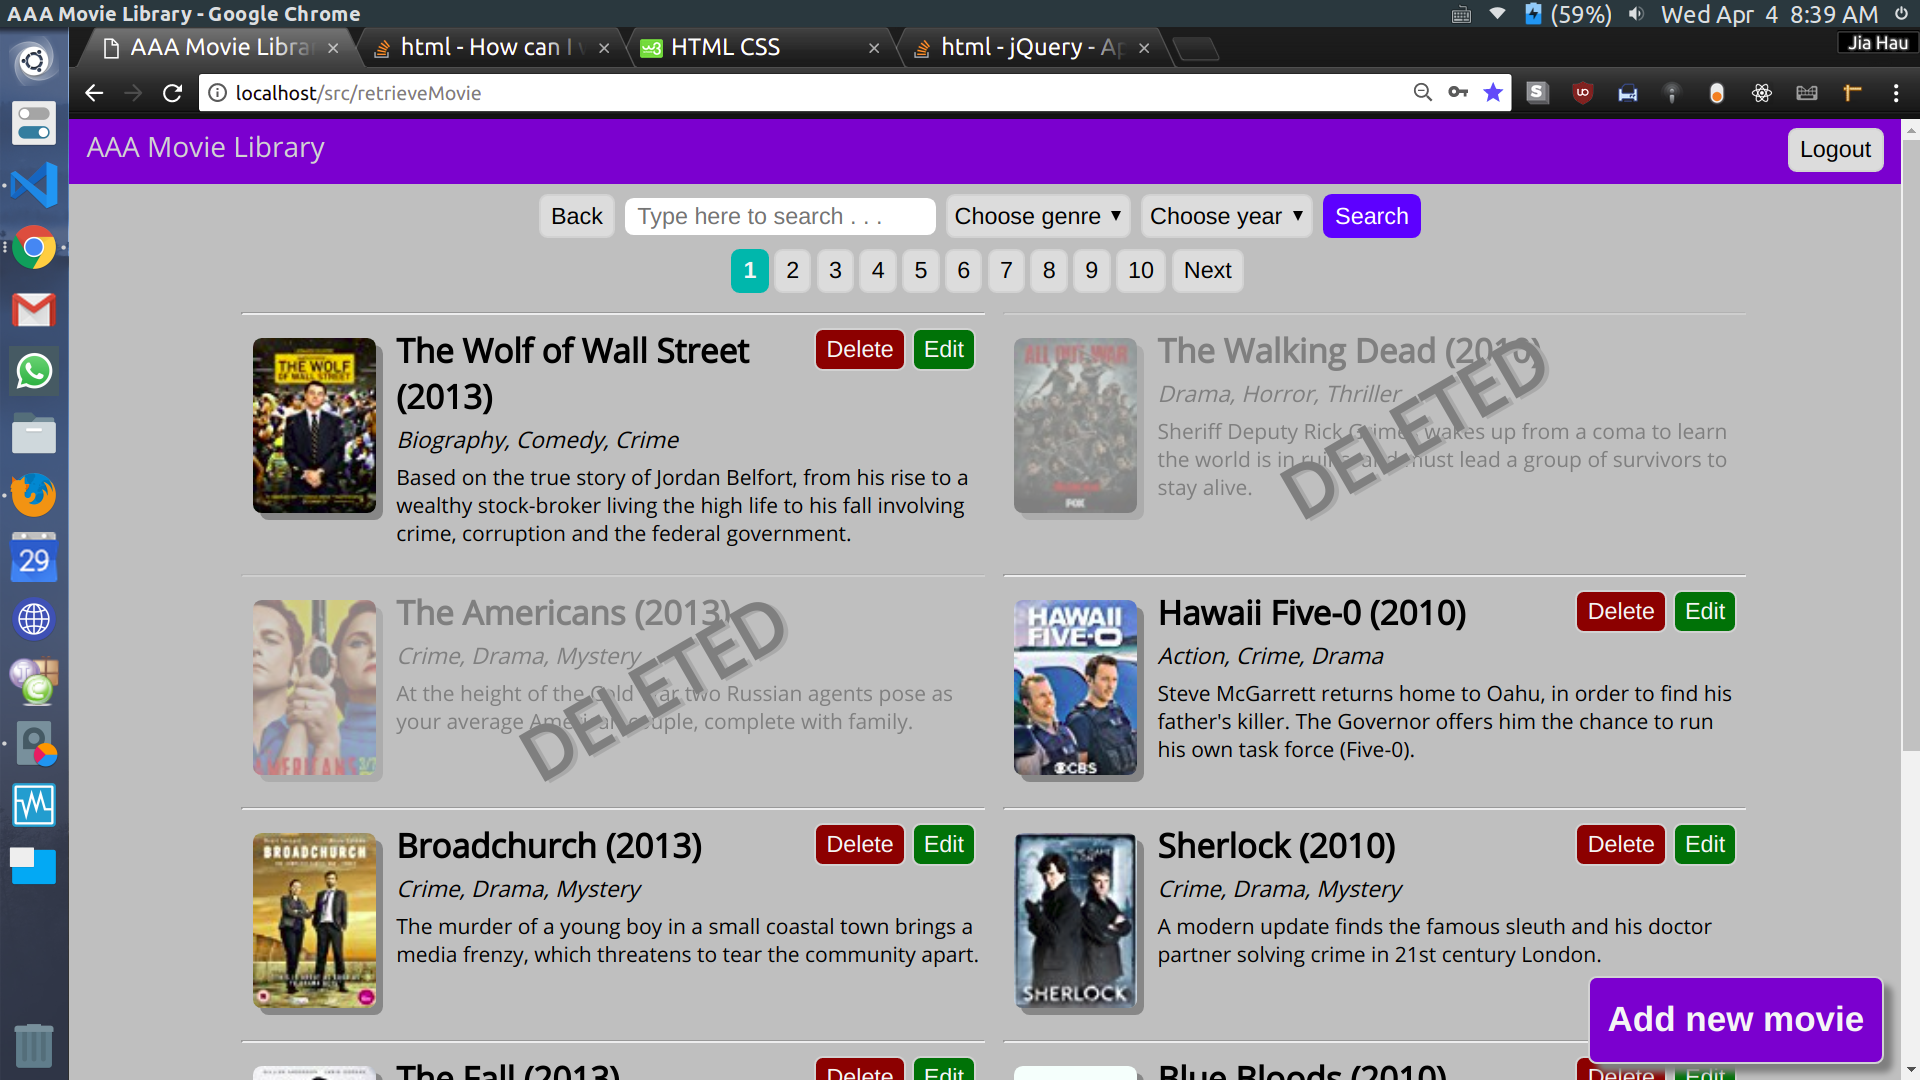 AAA Movie Library - Google Chrome
(59%) Wed Apr 4 8:39 AM
AAA Movie Libra
html - How can I
HTML CSS
html - jQuery - Ap
Jia Hau
localhost/src/retrieveMovie
AAA Movie Library
Logout
Back
Type here to search . . .
Choose genre
Choose year
Search
1 2 3 4 5 6 7 8 9 10 Next
THE WOLF
OF WALL STREET
The Wolf of Wall Street
(2013)
Delete Edit
Biography, Comedy, Crime
Based on the true story of Jordan Belfort, from his rise to a
wealthy stock-broker living the high life to his fall involving
crime, corruption and the federal government.
ALL OUT WAR
FOX
The Walking Dead (2010)
Drama, Horror, Thriller
Sheriff Deputy Rick Grimes wakes up from a coma to learn
the world is in ruins, and must lead a group of survivors to
stay alive.
DELETED
AMERICANS
The Americans (2013)
Crime, Drama, Mystery
At the height of the Cold War two Russian agents pose as
your average American couple, complete with family.
DELETED
HAWAII
FIVE-O
CBS
Hawaii Five-0 (2010)
Delete Edit
Action, Crime, Drama
Steve McGarrett returns home to Oahu, in order to find his
father's killer. The Governor offers him the chance to run
his own task force (Five-0).
BROADCHURCH
Broadchurch (2013)
Delete Edit
Crime, Drama, Mystery
The murder of a young boy in a small coastal town brings a
media frenzy, which threatens to tear the community apart.
SHERLOCK
Sherlock (2010)
Delete Edit
Crime, Drama, Mystery
A modern update finds the famous sleuth and his doctor
partner solving crime in 21st century London.
The Fall (2013)
Delete Edit
Blue Bloods (2010)
Delete Edit
Add new movie
29